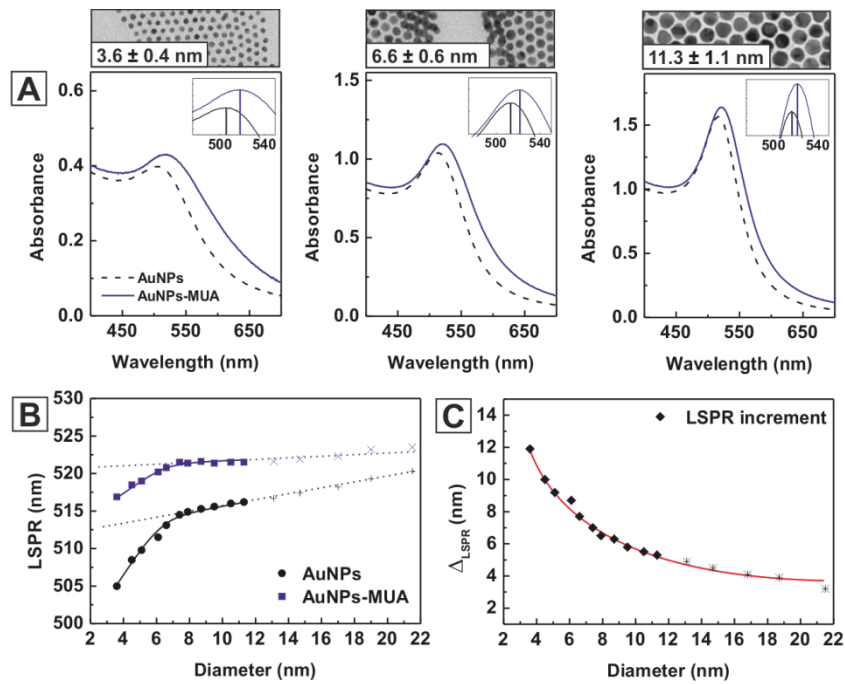 3.6 ± 0.4 nm
6.6 ± 0.6 nm
11.3 ± 1.1 nm
A
0.6
0.4
0.2
0.0
Absorbance
500 540
AuNPs
AuNPs-MUA
450 550 650
Wavelength (nm)
1.5
1.0
0.5
0.0
Absorbance
500 540
450 550 650
Wavelength (nm)
1.5
1.0
0.5
0.0
Absorbance
500 540
450 550 650
Wavelength (nm)
B
530
525
520
515
510
505
500
LSPR (nm)
AuNPs
AuNPs-MUA
2 4 6 8 10 12 14 16 18 20 22
Diameter (nm)
C
14
12
10
8
6
4
2
ΔLSPR (nm)
LSPR increment
2 4 6 8 10 12 14 16 18 20 22
Diameter (nm)